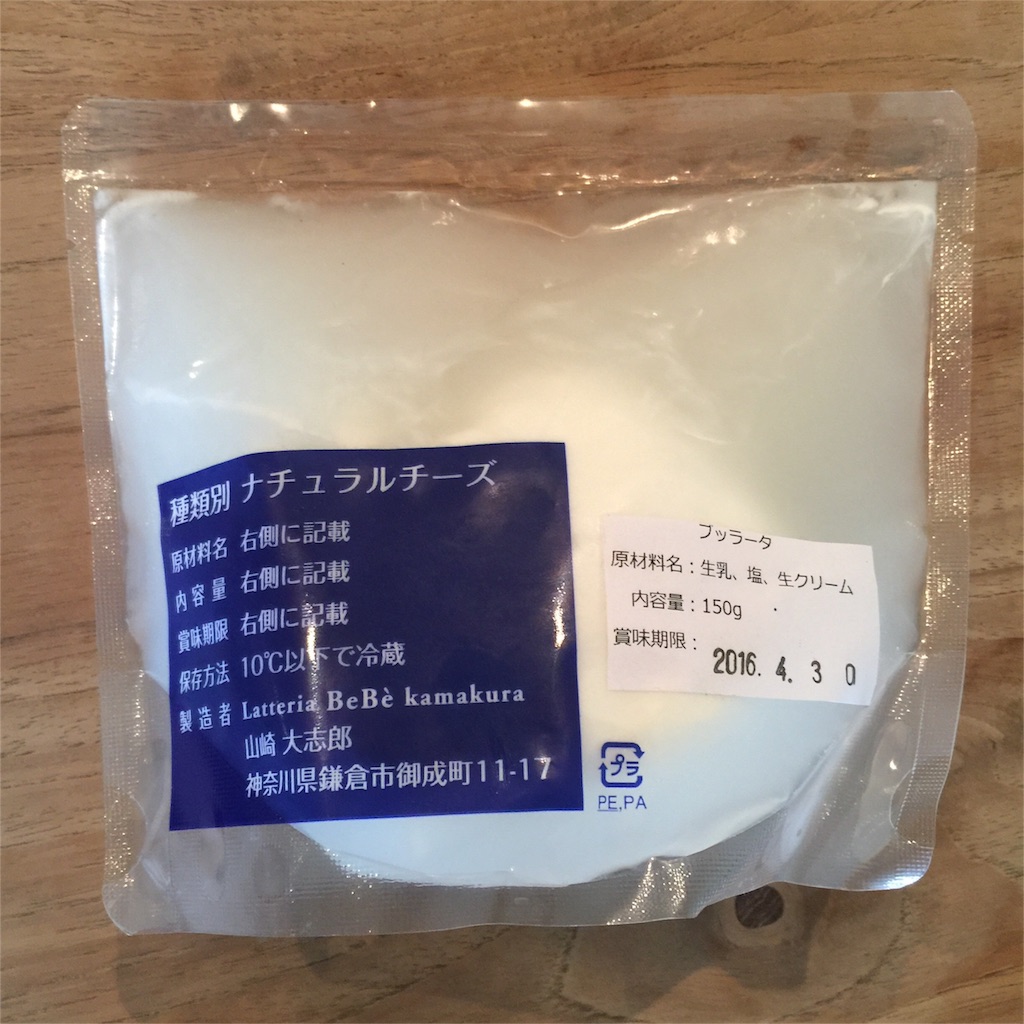 種類別 ナチュラルチーズ
原材料名 右側に記載
内容量 右側に記載
賞味期限 右側に記載
保存方法 10℃以下で冷蔵
製造者 Latteria BeBè kamakura
山崎 大志郎
神奈川県鎌倉市御成町11-17
ブッラータ
原材料名：生乳、塩、生クリーム
内容量：150g
賞味期限：
2016. 4. 3 0
プラ
PE,PA